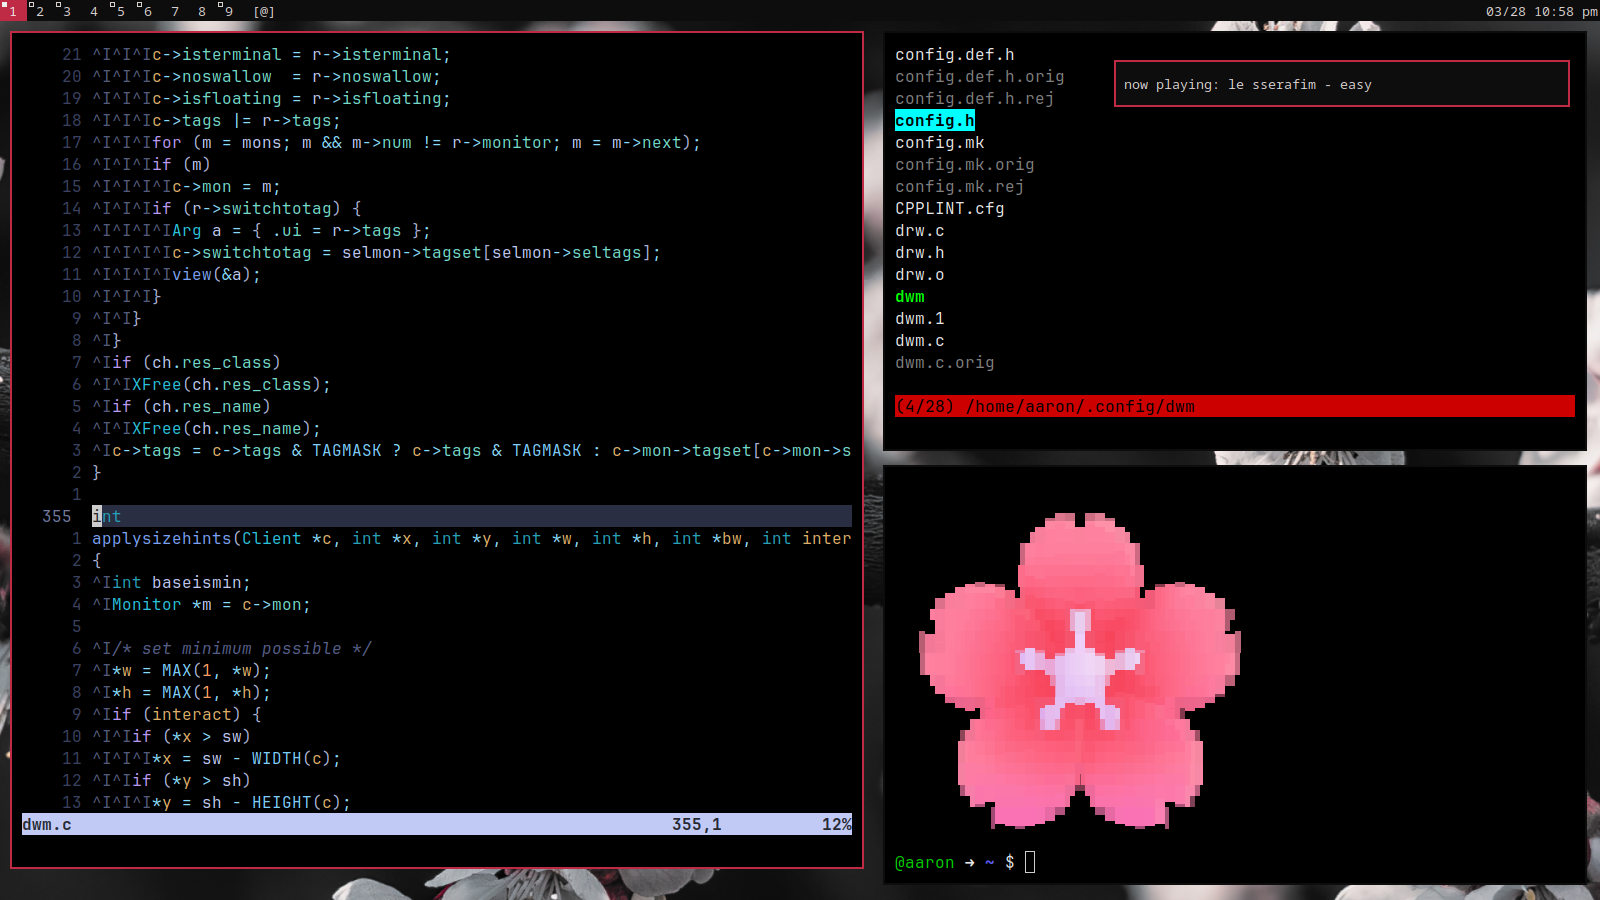 1 2 3 4 5 6 7 8 9 [@] 03/28 10:58 pm
21 ^I^I^Ic->isterminal = r->isterminal;
20 ^I^I^Ic->noswallow  = r->noswallow;
19 ^I^I^Ic->isfloating = r->isfloating;
18 ^I^I^Ic->tags |= r->tags;
17 ^I^I^Ifor (m = mons; m && m->num != r->monitor; m = m->next);
16 ^I^I^Iif (m)
15 ^I^I^I^Ic->mon = m;
14 ^I^I^Iif (r->switchtotag) {
13 ^I^I^I^IArg a = { .ui = r->tags };
12 ^I^I^I^Ic->switchtotag = selmon->tagset[selmon->seltags];
11 ^I^I^I^Iview(&a);
10 ^I^I^I}
9 ^I^I}
8 ^I}
7 ^Iif (ch.res_class)
6 ^I^IXFree(ch.res_class);
5 ^Iif (ch.res_name)
4 ^I^IXFree(ch.res_name);
3 ^Ic->tags = c->tags & TAGMASK ? c->tags & TAGMASK : c->mon->tagset[c->mon->s
2 }
1
355 int
1 applysizehints(Client *c, int *x, int *y, int *w, int *h, int *bw, int inter
2 {
3 ^Iint baseismin;
4 ^IMonitor *m = c->mon;
5
6 ^I/* set minimum possible */
7 ^I*w = MAX(1, *w);
8 ^I*h = MAX(1, *h);
9 ^Iif (interact) {
10 ^I^Iif (*x > sw)
11 ^I^I^I*x = sw - WIDTH(c);
12 ^I^Iif (*y > sh)
13 ^I^I^I*y = sh - HEIGHT(c);
dwm.c 355,1 12%
config.def.h
config.def.h.orig
config.def.h.rej
config.h
config.mk
config.mk.orig
config.mk.rej
CPPLINT.cfg
drw.c
drw.h
drw.o
dwm
dwm.1
dwm.c
dwm.c.orig
(4/28) /home/aaron/.config/dwm
now playing: le sserafim - easy
@aaron → ~ $